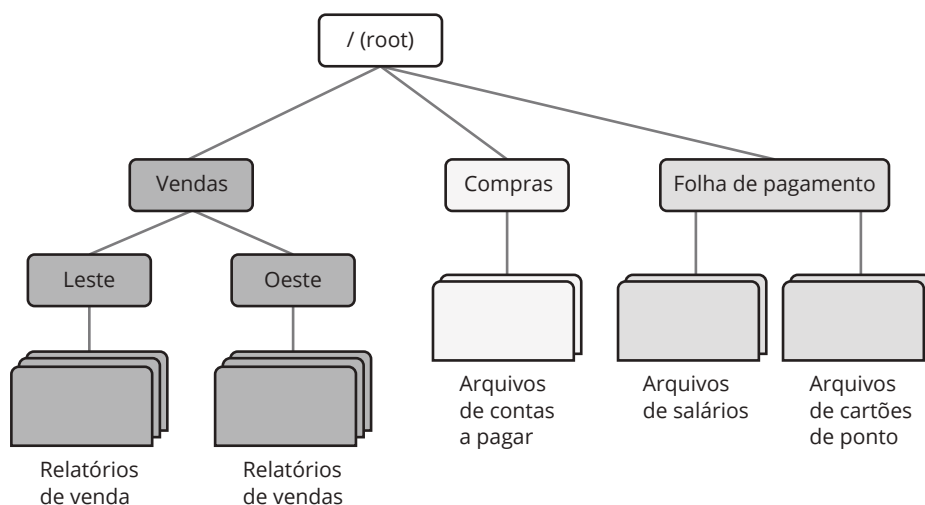 / (root)
Vendas
Compras
Folha de pagamento
Leste
Oeste
Arquivos
de contas
a pagar
Arquivos
de salários
Arquivos
de cartões
de ponto
Relatórios
de venda
Relatórios
de vendas